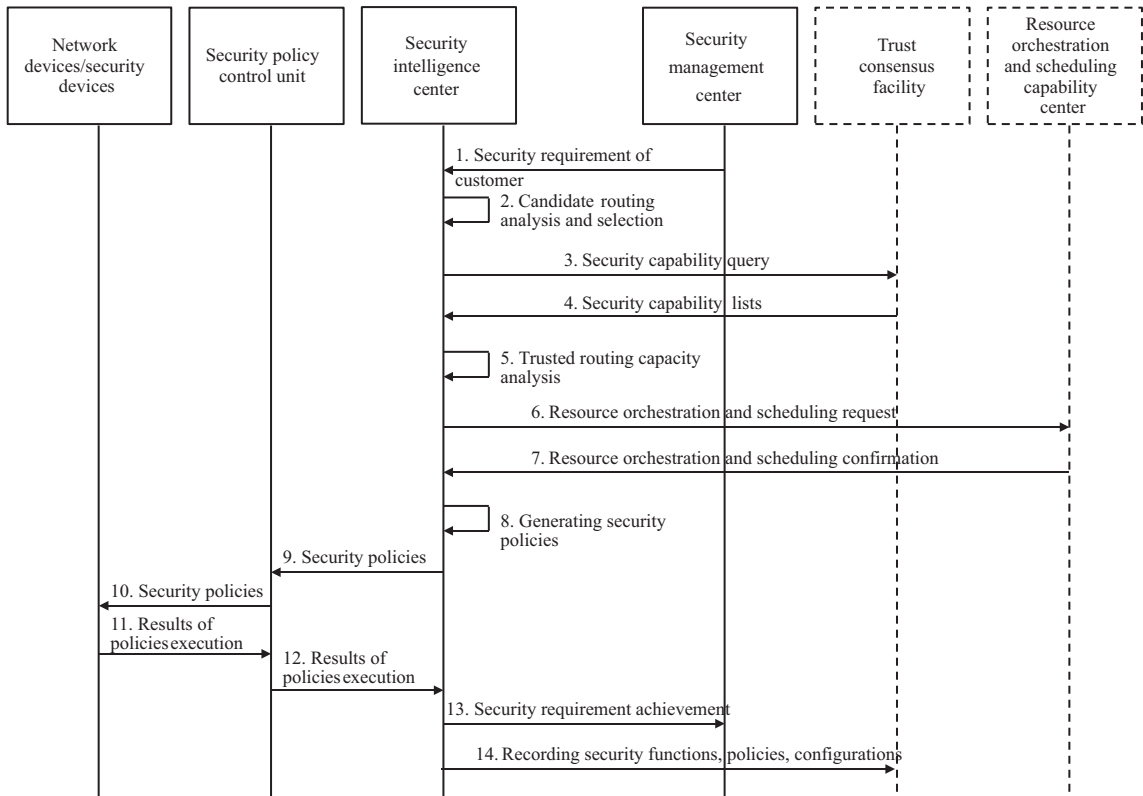 Network
devices/security
devices
Security policy
control unit
Security
intelligence
center
Security
management
center
Trust
consensus
facility
Resource
orchestration
and scheduling
capability
center
1. Security requirement of
customer
2. Candidate routing
analysis and selection
3. Security capability query
4. Security capability lists
5. Trusted routing capacity
analysis
6. Resource orchestration and scheduling request
7. Resource orchestration and scheduling confirmation
8. Generating security
policies
9. Security policies
10. Security policies
11. Results of
policies execution
12. Results of
policies execution
13. Security requirement achievement
14. Recording security functions, policies, configurations